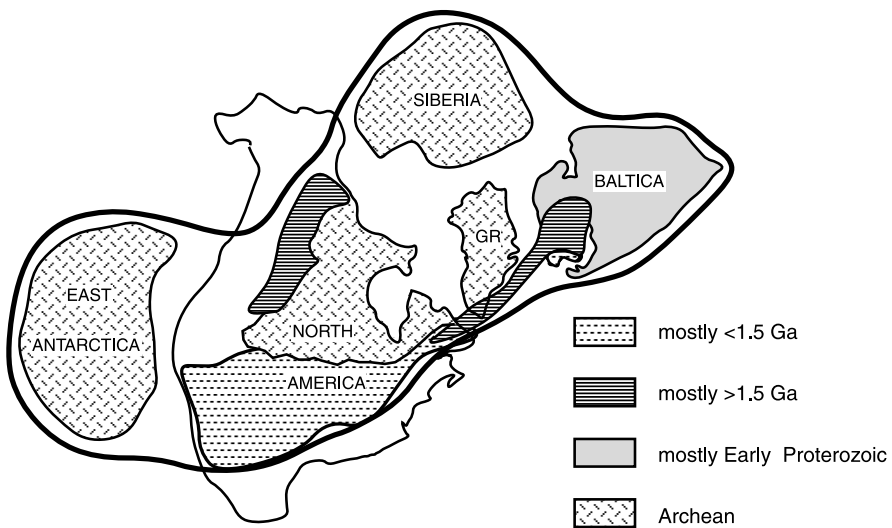 SIBERIA
BALTICA
GR
EAST
ANTARCTICA
NORTH
AMERICA
mostly <1.5 Ga
mostly >1.5 Ga
mostly Early Proterozoic
Archean